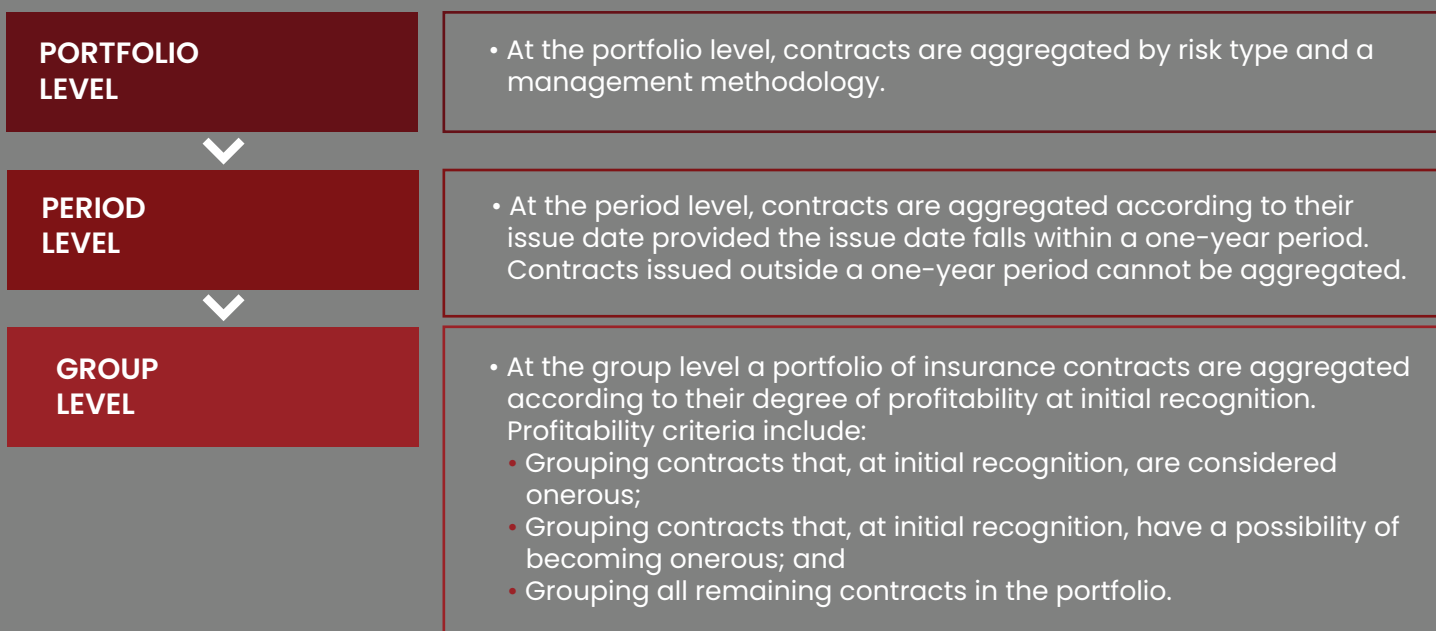 PORTFOLIO
LEVEL
• At the portfolio level, contracts are aggregated by risk type and a
management methodology.
PERIOD
LEVEL
• At the period level, contracts are aggregated according to their
issue date provided the issue date falls within a one-year period.
Contracts issued outside a one-year period cannot be aggregated.
GROUP
LEVEL
• At the group level a portfolio of insurance contracts are aggregated
according to their degree of profitability at initial recognition.
Profitability criteria include:
• Grouping contracts that, at initial recognition, are considered
onerous;
• Grouping contracts that, at initial recognition, have a possibility of
becoming onerous; and
• Grouping all remaining contracts in the portfolio.